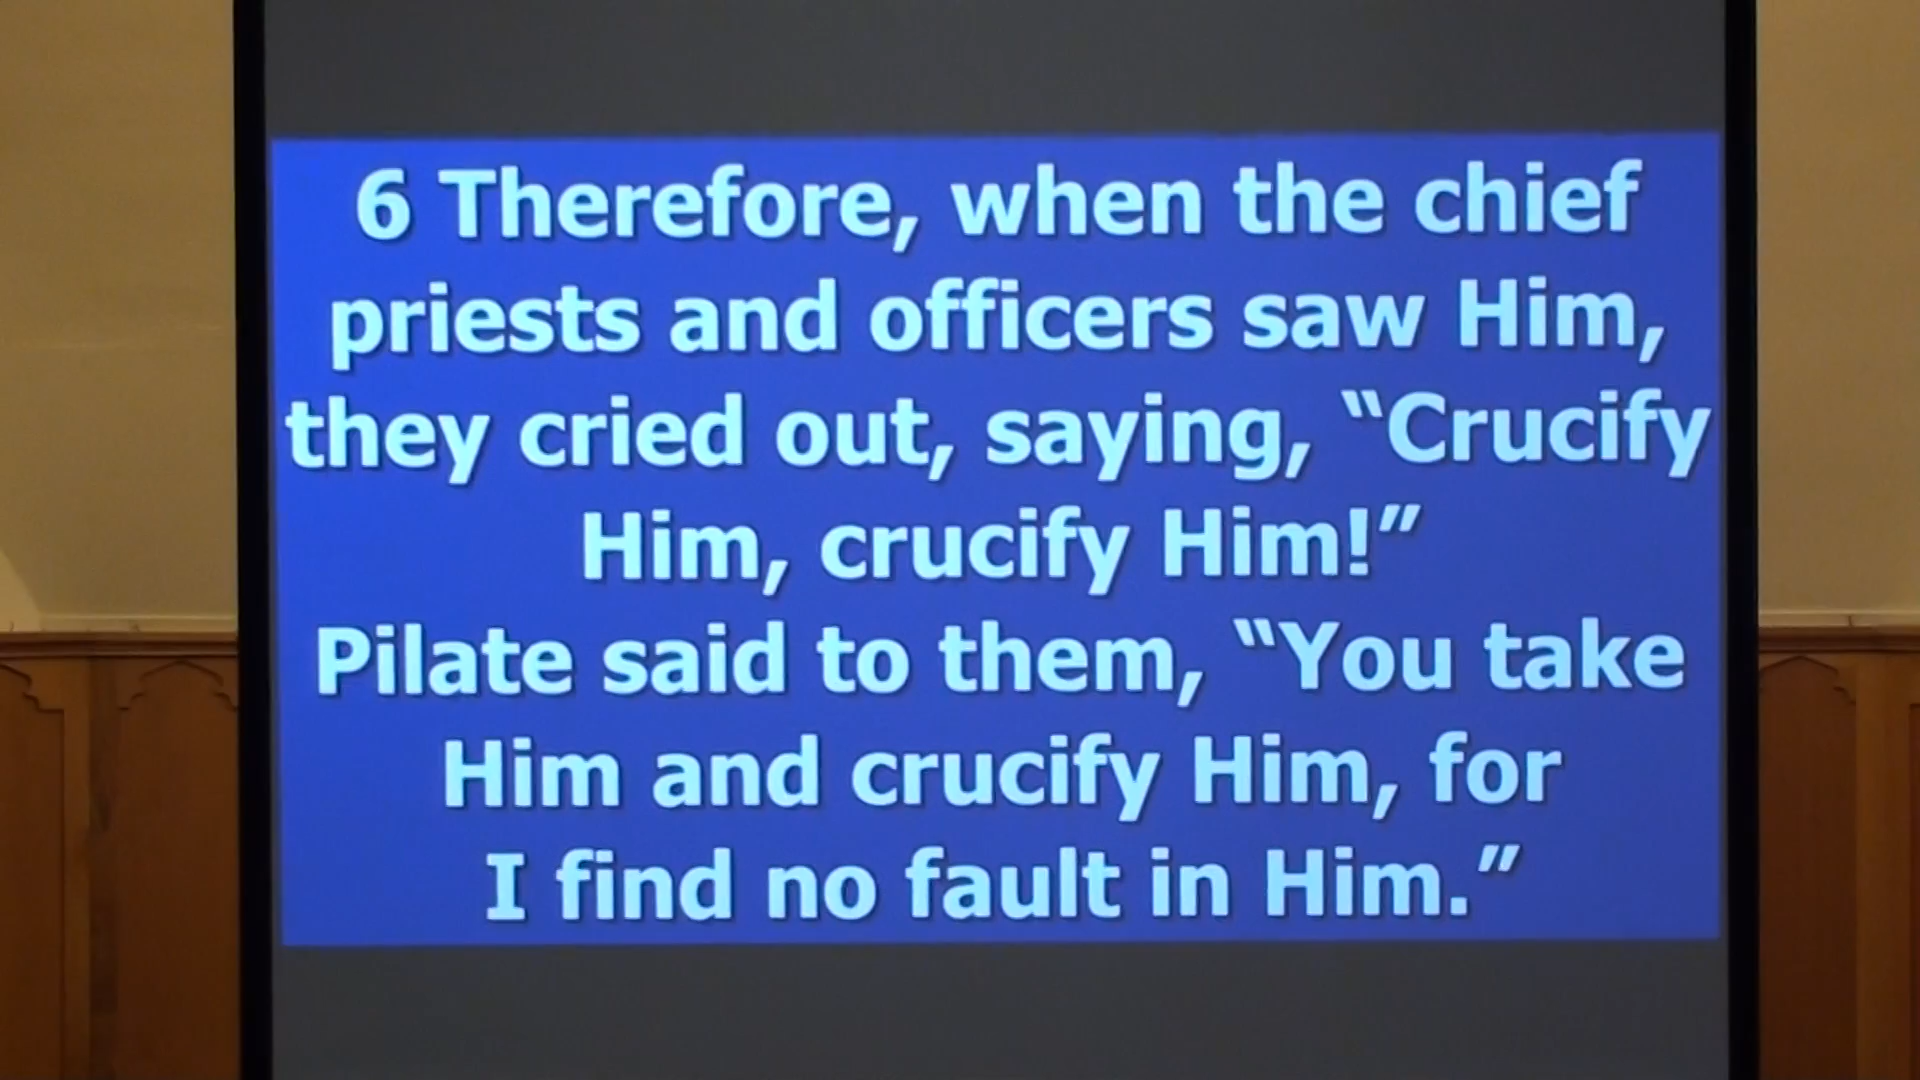 6 Therefore, when the chief
priests and officers saw Him,
they cried out, saying, “Crucify
Him, crucify Him!”
Pilate said to them, “You take
Him and crucify Him, for
I find no fault in Him.”